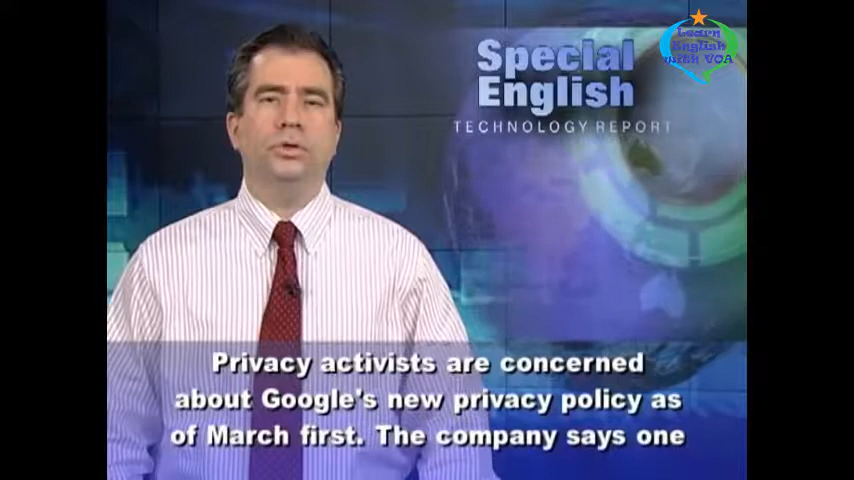 Special
English
TECHNOLOGY REPORT
Learn
English
with VOA
Privacy activists are concerned
about Google's new privacy policy as
of March first. The company says one